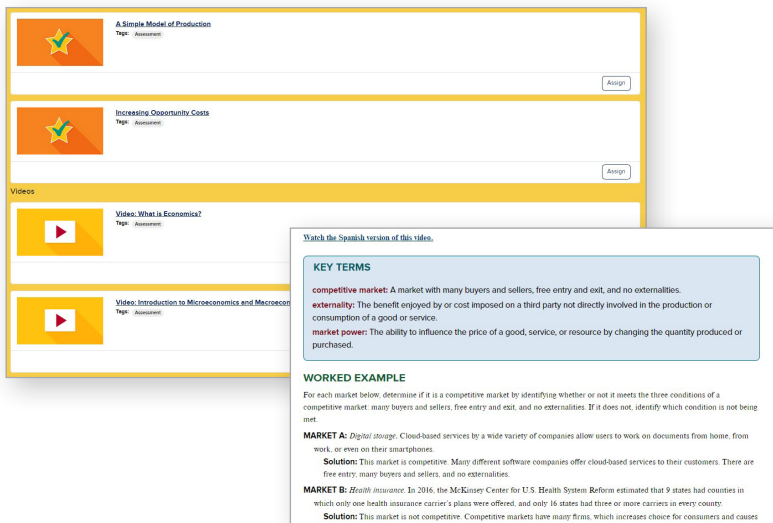 A Simple Model of Production
Tags: Assessment
Assign
Increasing Opportunity Costs
Tags: Assessment
Assign
Videos
Video: What is Economics?
Tags: Assessment
Video: Introduction to Microeconomics and
Tags: Assessment
Watch the Spanish version of this video.
KEY TERMS
competitive market: A market with many buyers and sellers, free entry and exit, and no externalities.
externality: The benefit enjoyed by or cost imposed on a third party not directly involved in the production or
consumption of a good or service.
market power: The ability to influence the price of a good, service, or resource by changing the quantity produced or
purchased.
WORKED EXAMPLE
For each market below, determine if it is a competitive market by identifying whether or not it meets the three conditions of a
competitive market: many buyers and sellers, free entry and exit, and no externalities. If it does not, identify which condition is not being
met.
MARKET A: Digital storage. Cloud-based services by a wide variety of companies allow users to work on documents from home, from
work, or even on their smartphones.
Solution: This market is competitive. Many different software companies offer cloud-based services to their customers. There are
free entry, many buyers and sellers, and no externalities.
MARKET B: Health insurance. In 2016, the McKinsey Center for U.S. Health System Reform estimated that 9 states had counties in
which only one health insurance carrier's plans were offered, and only 16 states had three or more carriers in every county.
Solution: This market is not competitive. Competitive markets have many firms, which increases choice for consumers and causes